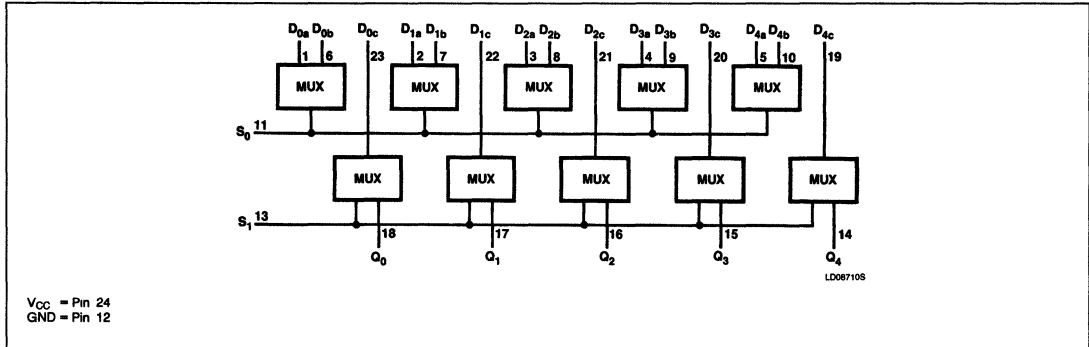 D0a D0b D0c D1a D1b D1c D2a D2b D2c D3a D3b D3c D4a D4b D4c
1 6 23 2 7 22 3 8 21 4 9 20 5 10 19
MUX MUX MUX MUX MUX
S0 11
MUX MUX MUX MUX MUX
S1 13
18 17 16 15 14
Q0 Q1 Q2 Q3 Q4
LD08710S
VCC = Pin 24
GND = Pin 12